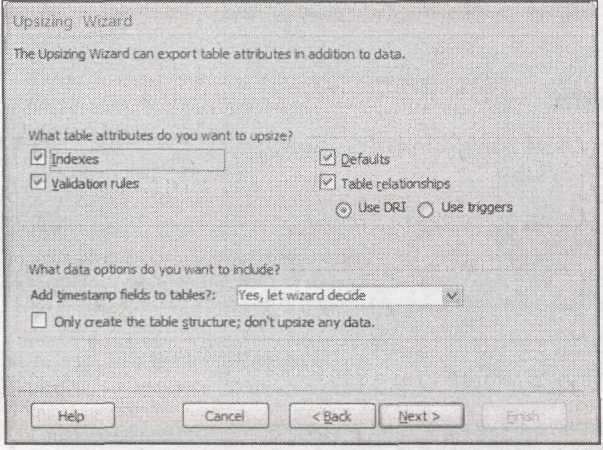 Upsizing Wizard
The Upsizing Wizard can export table attributes in addition to data.
What table attributes do you want to upsize?
Indexes
Defaults
Validation rules
Table relationships
Use DRI
Use triggers
What data options do you want to include?
Add timestamp fields to tables?:
Yes, let wizard decide
Only create the table structure; don't upsize any data.
Help
Cancel
< Back
Next >
Finish